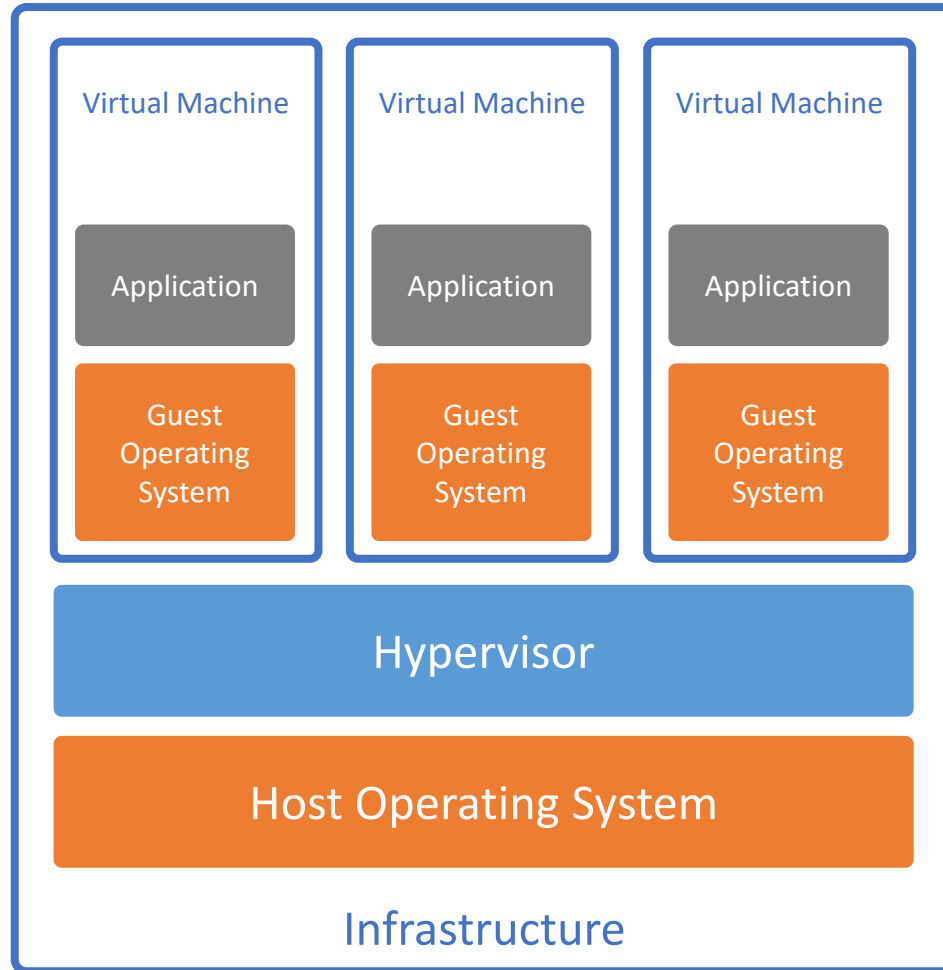 Virtual Machine
Virtual Machine
Virtual Machine
Application
Application
Application
Guest
Operating
System
Guest
Operating
System
Guest
Operating
System
Hypervisor
Host Operating System
Infrastructure